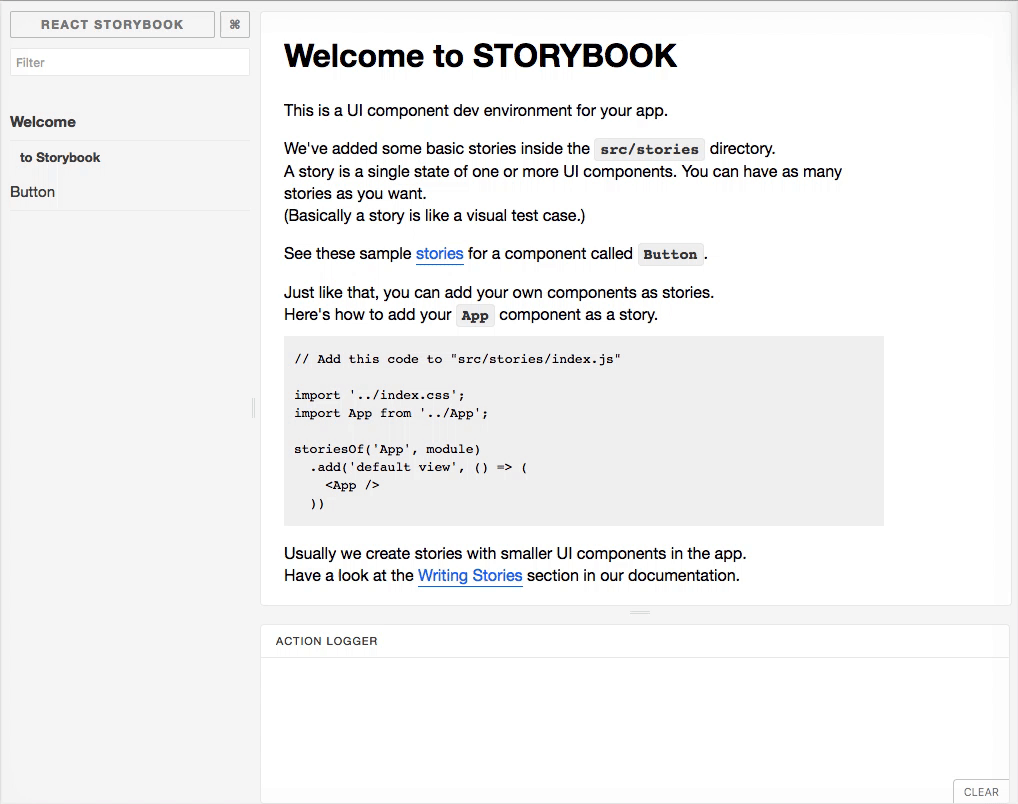 REACT STORYBOOK
⌘
Filter
Welcome
to Storybook
Button
Welcome to STORYBOOK
This is a UI component dev environment for your app.
We've added some basic stories inside the src/stories directory.
A story is a single state of one or more UI components. You can have as many
stories as you want.
(Basically a story is like a visual test case.)
See these sample stories for a component called Button.
Just like that, you can add your own components as stories.
Here's how to add your App component as a story.
// Add this code to "src/stories/index.js"
import '../index.css';
import App from '../App';
storiesOf('App', module)
  .add('default view', () => (
    <App />
  ))
Usually we create stories with smaller UI components in the app.
Have a look at the Writing Stories section in our documentation.
ACTION LOGGER
CLEAR